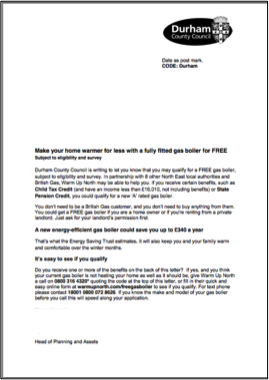 Durham
County Council
Date as post mark.
CODE: Durham
Make your home warmer for less with a fully fitted gas boiler for FREE
Subject to eligibility and survey
Durham County Council is writing to let you know that you may qualify for a FREE gas boiler,
subject to eligibility and survey. In partnership with 8 other North East local authorities and
British Gas, Warm Up North may be able to help you. If you receive certain benefits, such as
Child Tax Credit (and have an income less than £16,010, not including benefits) or State
Pension Credit, you could qualify for a new 'A' rated gas boiler.
You don't need to be a British Gas customer, and you don't need to buy anything from them.
You could get a FREE gas boiler if you are a home owner or if you're renting from a private
landlord. Just ask for your landlord's permission first.
A new energy-efficient gas boiler could save you up to £340 a year
That's what the Energy Saving Trust estimates. It will also keep you and your family warm
and comfortable over the winter months.
It's easy to see if you qualify
Do you receive one or more of the benefits on the back of this letter? If yes, and you think
your current gas boiler is not heating your home as well as it should be, give Warm Up North
a call on 0800 316 4320* quoting the code at the top of this letter, or fill in their quick and
easy online form at warmupnorth.com/freegasboiler to see if you qualify. For text phone
please contact 18001 0800 072 8626. If you know the make and model of your gas boiler
before you call this will speed along your application.
Head of Planning and Assets